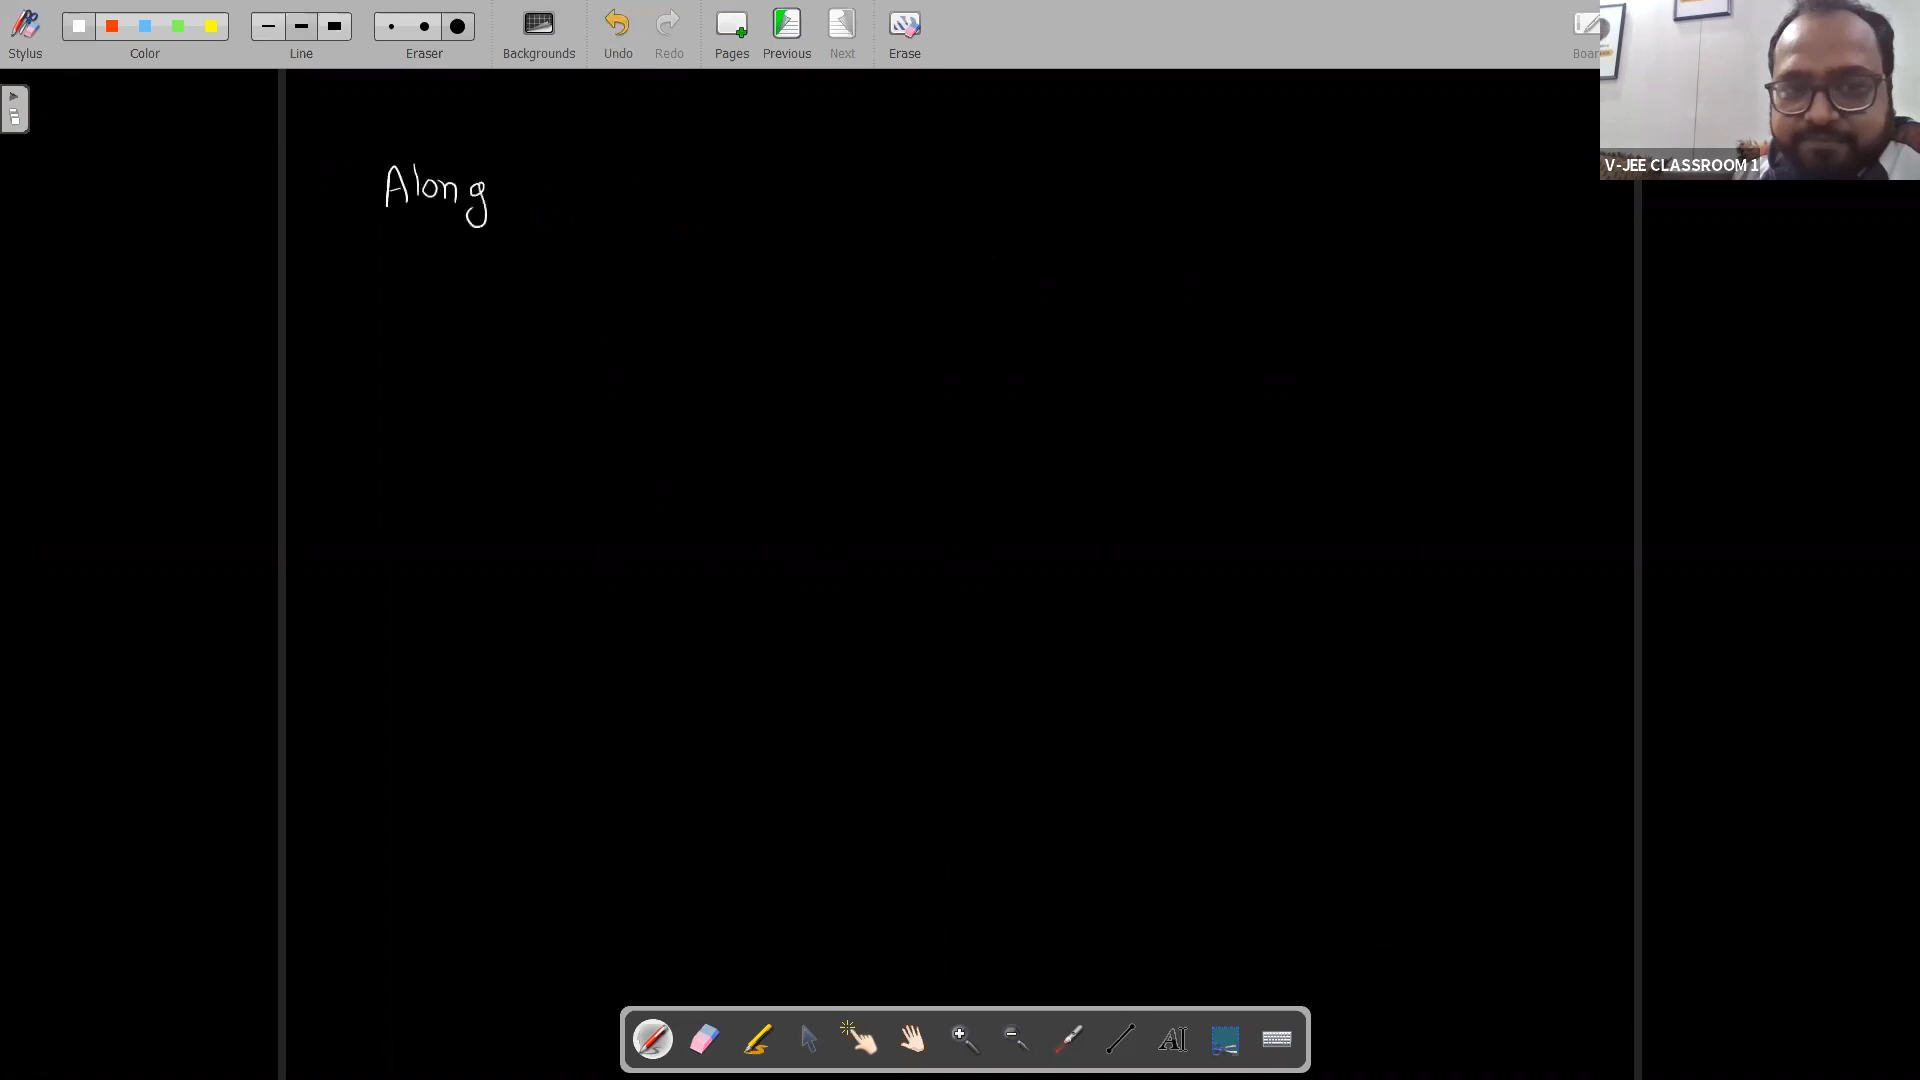 Stylus Color Line Eraser Backgrounds Undo Redo Pages Previous Next Erase
V-JEE CLASSROOM 1
Along